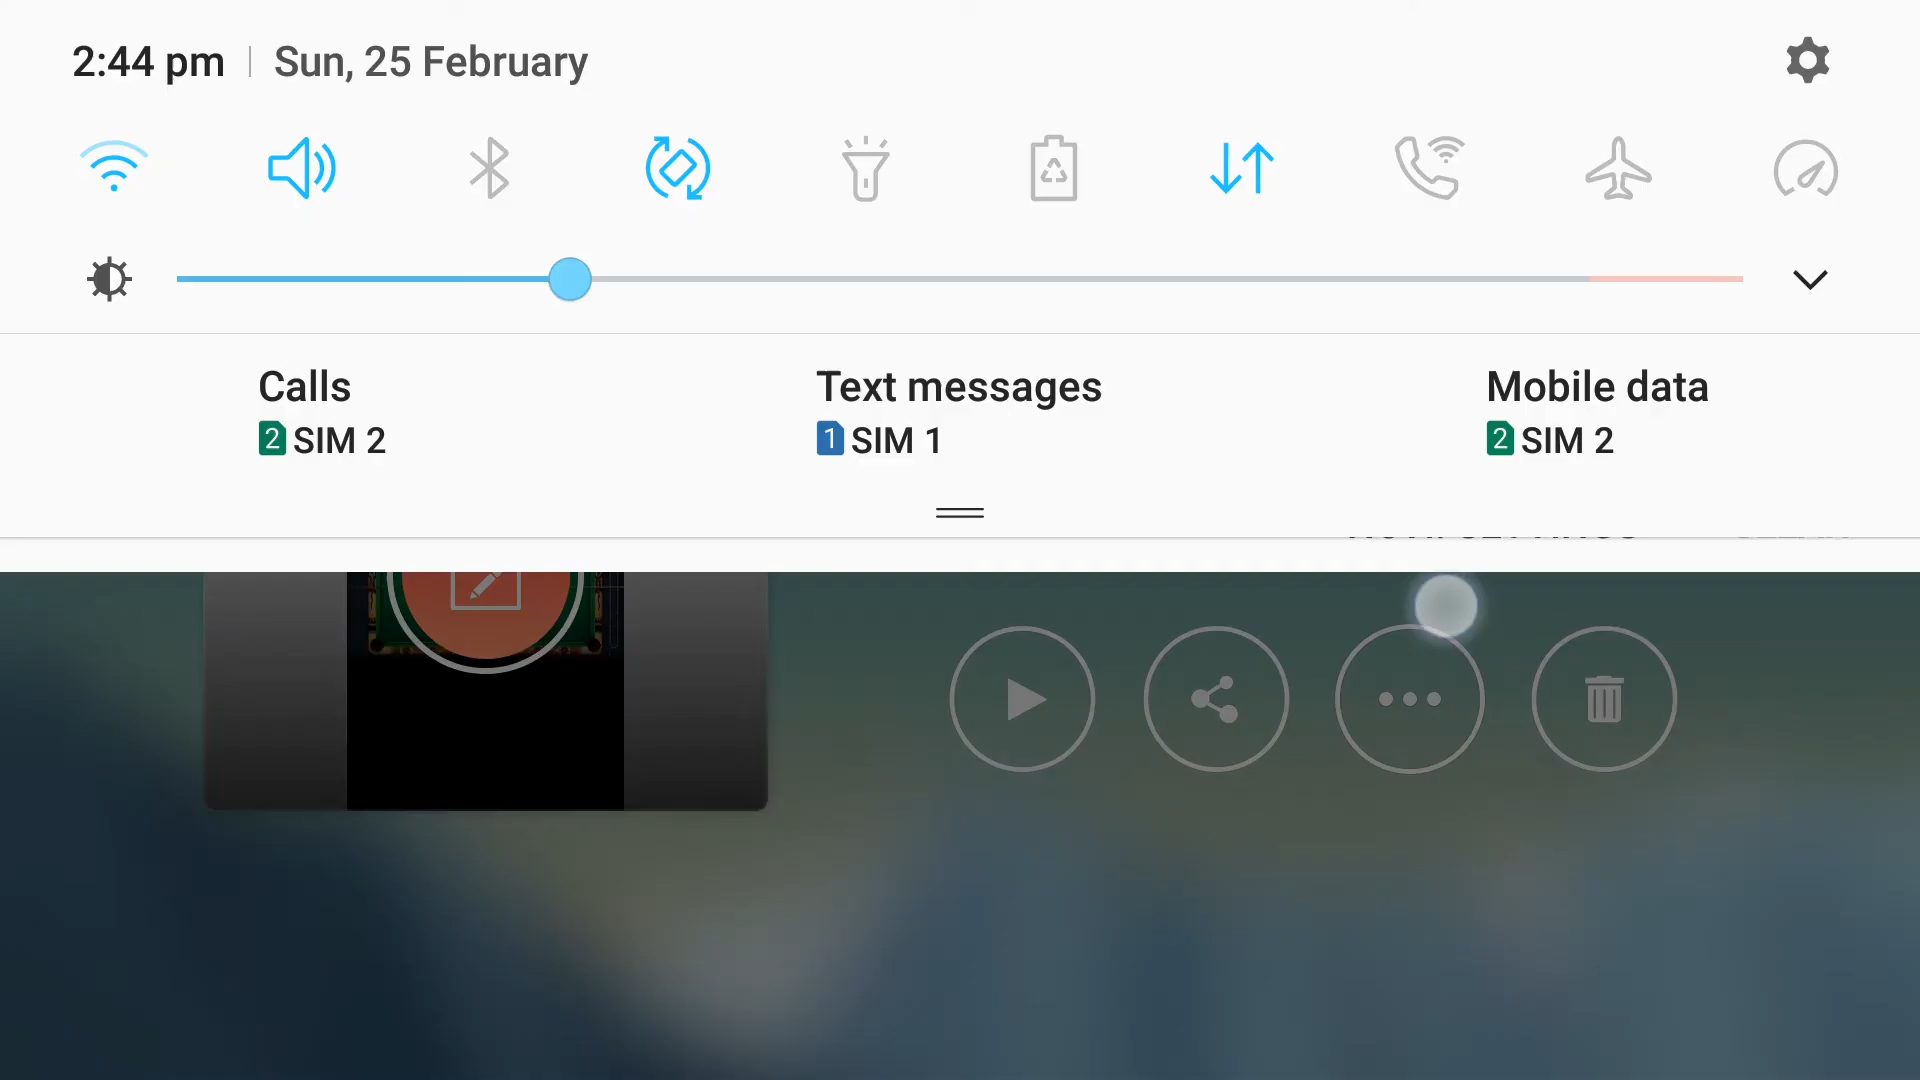 2:44 pm | Sun, 25 February
Calls
2 SIM 2
Text messages
1 SIM 1
Mobile data
2 SIM 2